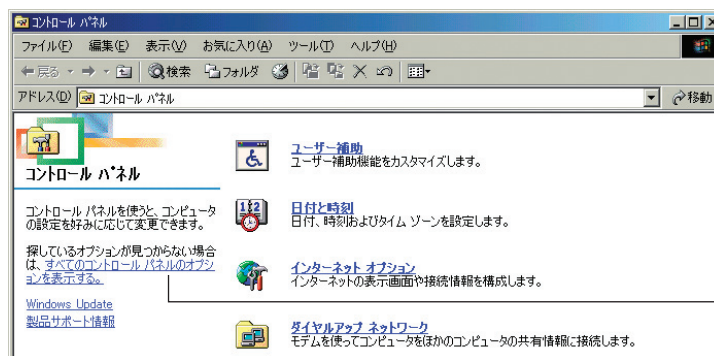 コントロール パネル
ファイル(F) 編集(E) 表示(V) お気に入り(A) ツール(T) ヘルプ(H)
戻る 検索 フォルダ
アドレス(D) コントロール パネル 移動
コントロール パネル
コントロール パネルを使うと、コンピュータ
の設定を好みに応じて変更できます。
探しているオプションが見つからない場合
は、すべてのコントロール パネルのオプシ
ョンを表示する。
Windows Update
製品サポート情報
ユーザー補助
ユーザー補助機能をカスタマイズします。
日付と時刻
日付、時刻およびタイム ゾーンを設定します。
インターネット オプション
インターネットの表示画面や接続情報を構成します。
ダイヤルアップ ネットワーク
モデムを使ってコンピュータをほかのコンピュータの共有情報に接続します。